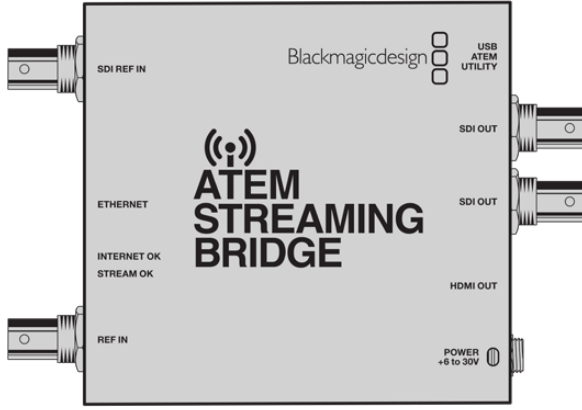 Blackmagicdesign
USB
ATEM
UTILITY
SDI REF IN
SDI OUT
ATEM
STREAMING
BRIDGE
ETHERNET
SDI OUT
INTERNET OK
STREAM OK
HDMI OUT
REF IN
POWER
+6 to 30V